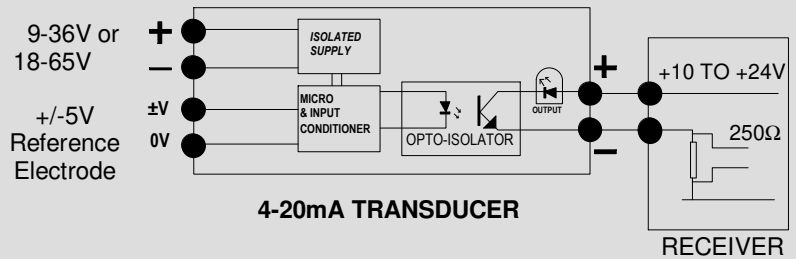 9-36V or
18-65V
+
−
ISOLATED
SUPPLY
+/-5V
Reference
Electrode
±V
0V
MICRO
& INPUT
CONDITIONER
OPTO-ISOLATOR
OUTPUT
+
−
+10 TO +24V
250Ω
4-20mA TRANSDUCER
RECEIVER